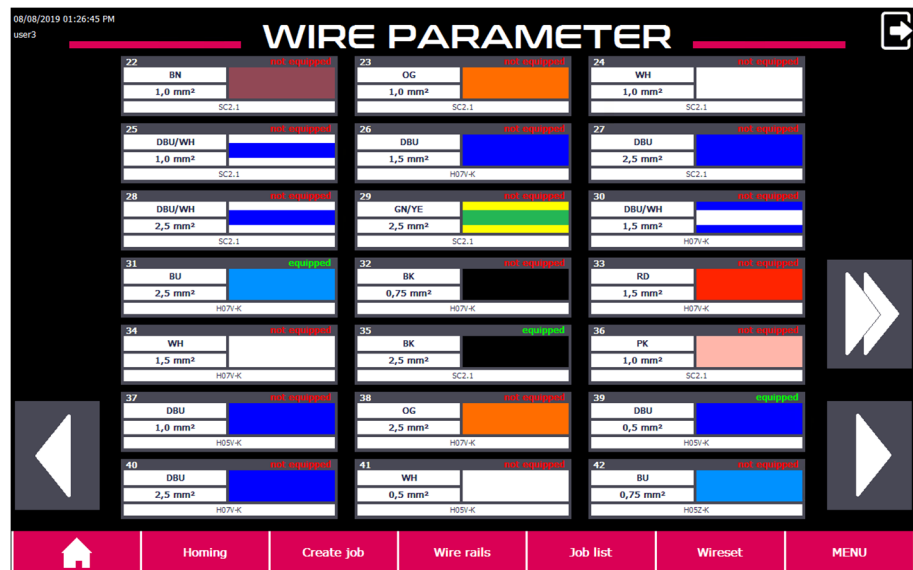 08/08/2019 01:26:45 PM
user3
WIRE PARAMETER
22 not equipped
BN
1,0 mm²
SC2.1
23 not equipped
OG
1,0 mm²
SC2.1
24 not equipped
WH
1,0 mm²
SC2.1
25 not equipped
DBU/WH
1,0 mm²
SC2.1
26 not equipped
DBU
1,5 mm²
H07V-K
27 not equipped
DBU
2,5 mm²
SC2.1
28 not equipped
DBU/WH
2,5 mm²
SC2.1
29 not equipped
GN/YE
2,5 mm²
SC2.1
30 not equipped
DBU/WH
1,5 mm²
H07V-K
31 equipped
BU
2,5 mm²
H07V-K
32 not equipped
BK
0,75 mm²
H07V-K
33 not equipped
RD
1,5 mm²
H07V-K
34 not equipped
WH
1,5 mm²
H07V-K
35 equipped
BK
2,5 mm²
SC2.1
36 not equipped
PK
1,0 mm²
SC2.1
37 not equipped
DBU
1,0 mm²
H05V-K
38 not equipped
OG
2,5 mm²
H07V-K
39 equipped
DBU
0,5 mm²
H05V-K
40 not equipped
DBU
2,5 mm²
H07V-K
41 not equipped
WH
0,5 mm²
H05V-K
42 not equipped
BU
0,75 mm²
H05Z-K
Homing
Create job
Wire rails
Job list
Wireset
MENU